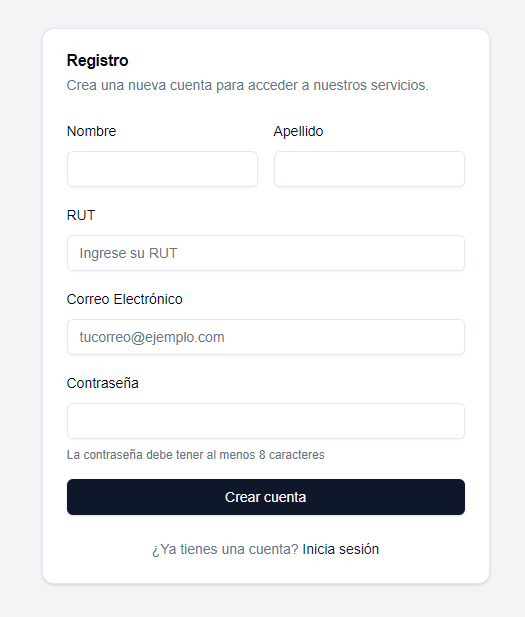 Registro
Crea una nueva cuenta para acceder a nuestros servicios.
Nombre
Apellido
RUT
Ingrese su RUT
Correo Electrónico
tucorreo@ejemplo.com
Contraseña
La contraseña debe tener al menos 8 caracteres
Crear cuenta
¿Ya tienes una cuenta? Inicia sesión